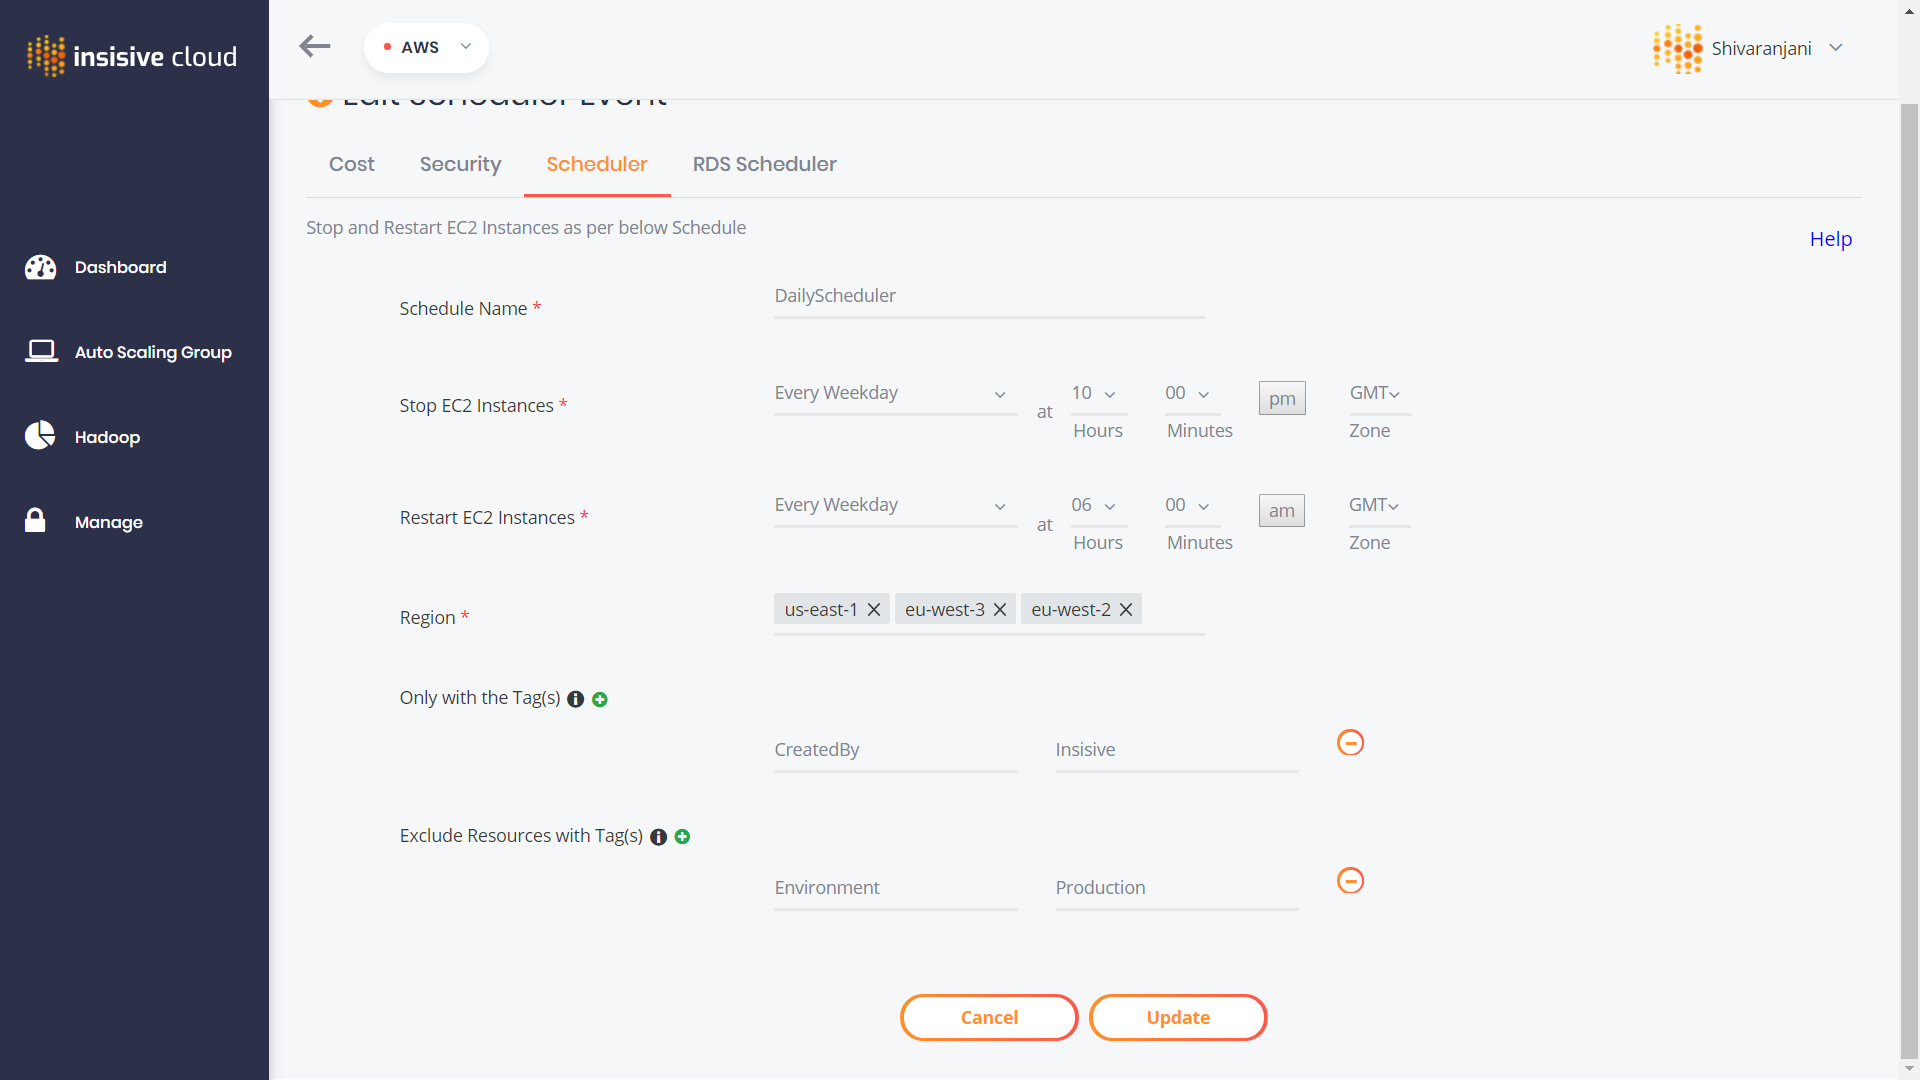 insisive cloud
AWS
Shivaranjani
Edit Scheduler Event
Cost Security Scheduler RDS Scheduler
Stop and Restart EC2 Instances as per below Schedule
Help
Dashboard
Auto Scaling Group
Hadoop
Manage
Schedule Name *
DailyScheduler
Stop EC2 Instances *
Every Weekday at 10 00 pm GMT
Hours Minutes Zone
Restart EC2 Instances *
Every Weekday at 06 00 am GMT
Hours Minutes Zone
Region *
us-east-1 eu-west-3 eu-west-2
Only with the Tag(s)
CreatedBy Insisive
Exclude Resources with Tag(s)
Environment Production
Cancel Update